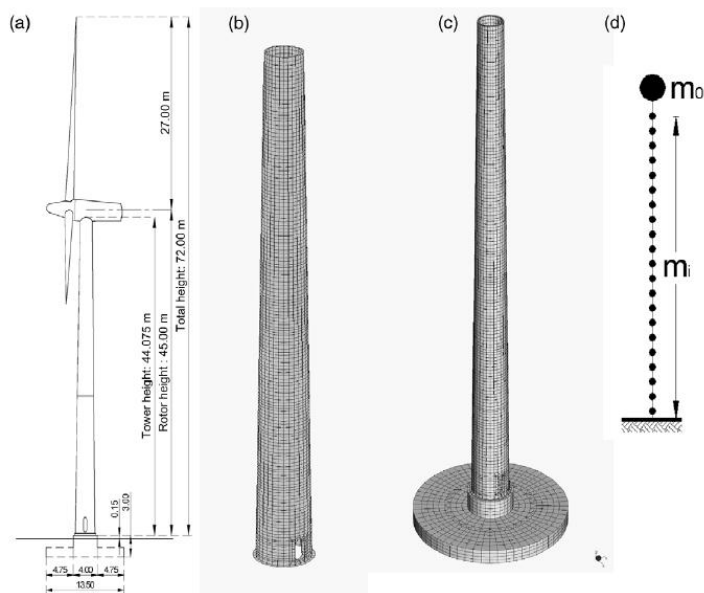 (a)
27.00 m
Total height: 72.00 m
Tower height: 44.075 m
Rotor height : 45.00 m
0.15
3.00
4.75
4.00
4.75
13.50
(b)
(c)
(d)
m₀
mᵢ